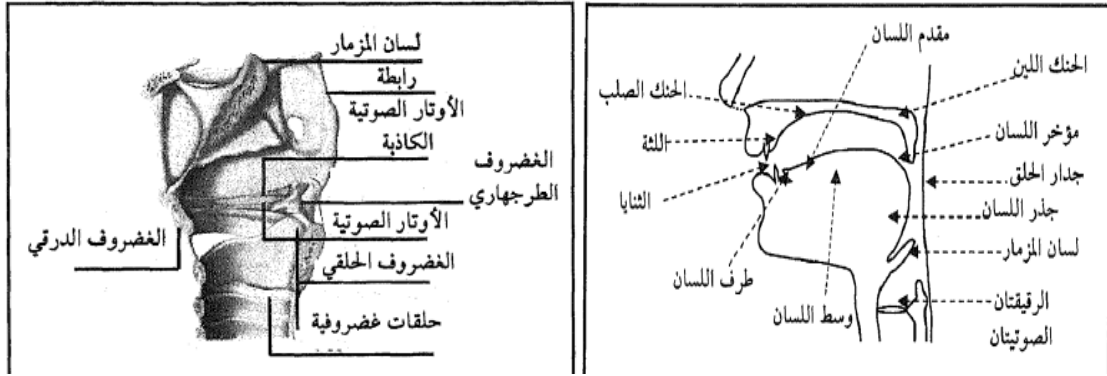 لسان المزمار
رابطة
الأوتار الصوتية
الكاذبة
الغضروف
الطرجهاري
الأوتار الصوتية
الغضروف الدرقي
الغضروف الحلقي
حلقات غضروفية
مقدم اللسان
الحنك اللين
الحنك الصلب
مؤخر اللسان
اللثة
جدار الحلق
الثنايا
جذر اللسان
لسان المزمار
طرف اللسان
الرقيقتان
الصوتيتان
وسط اللسان